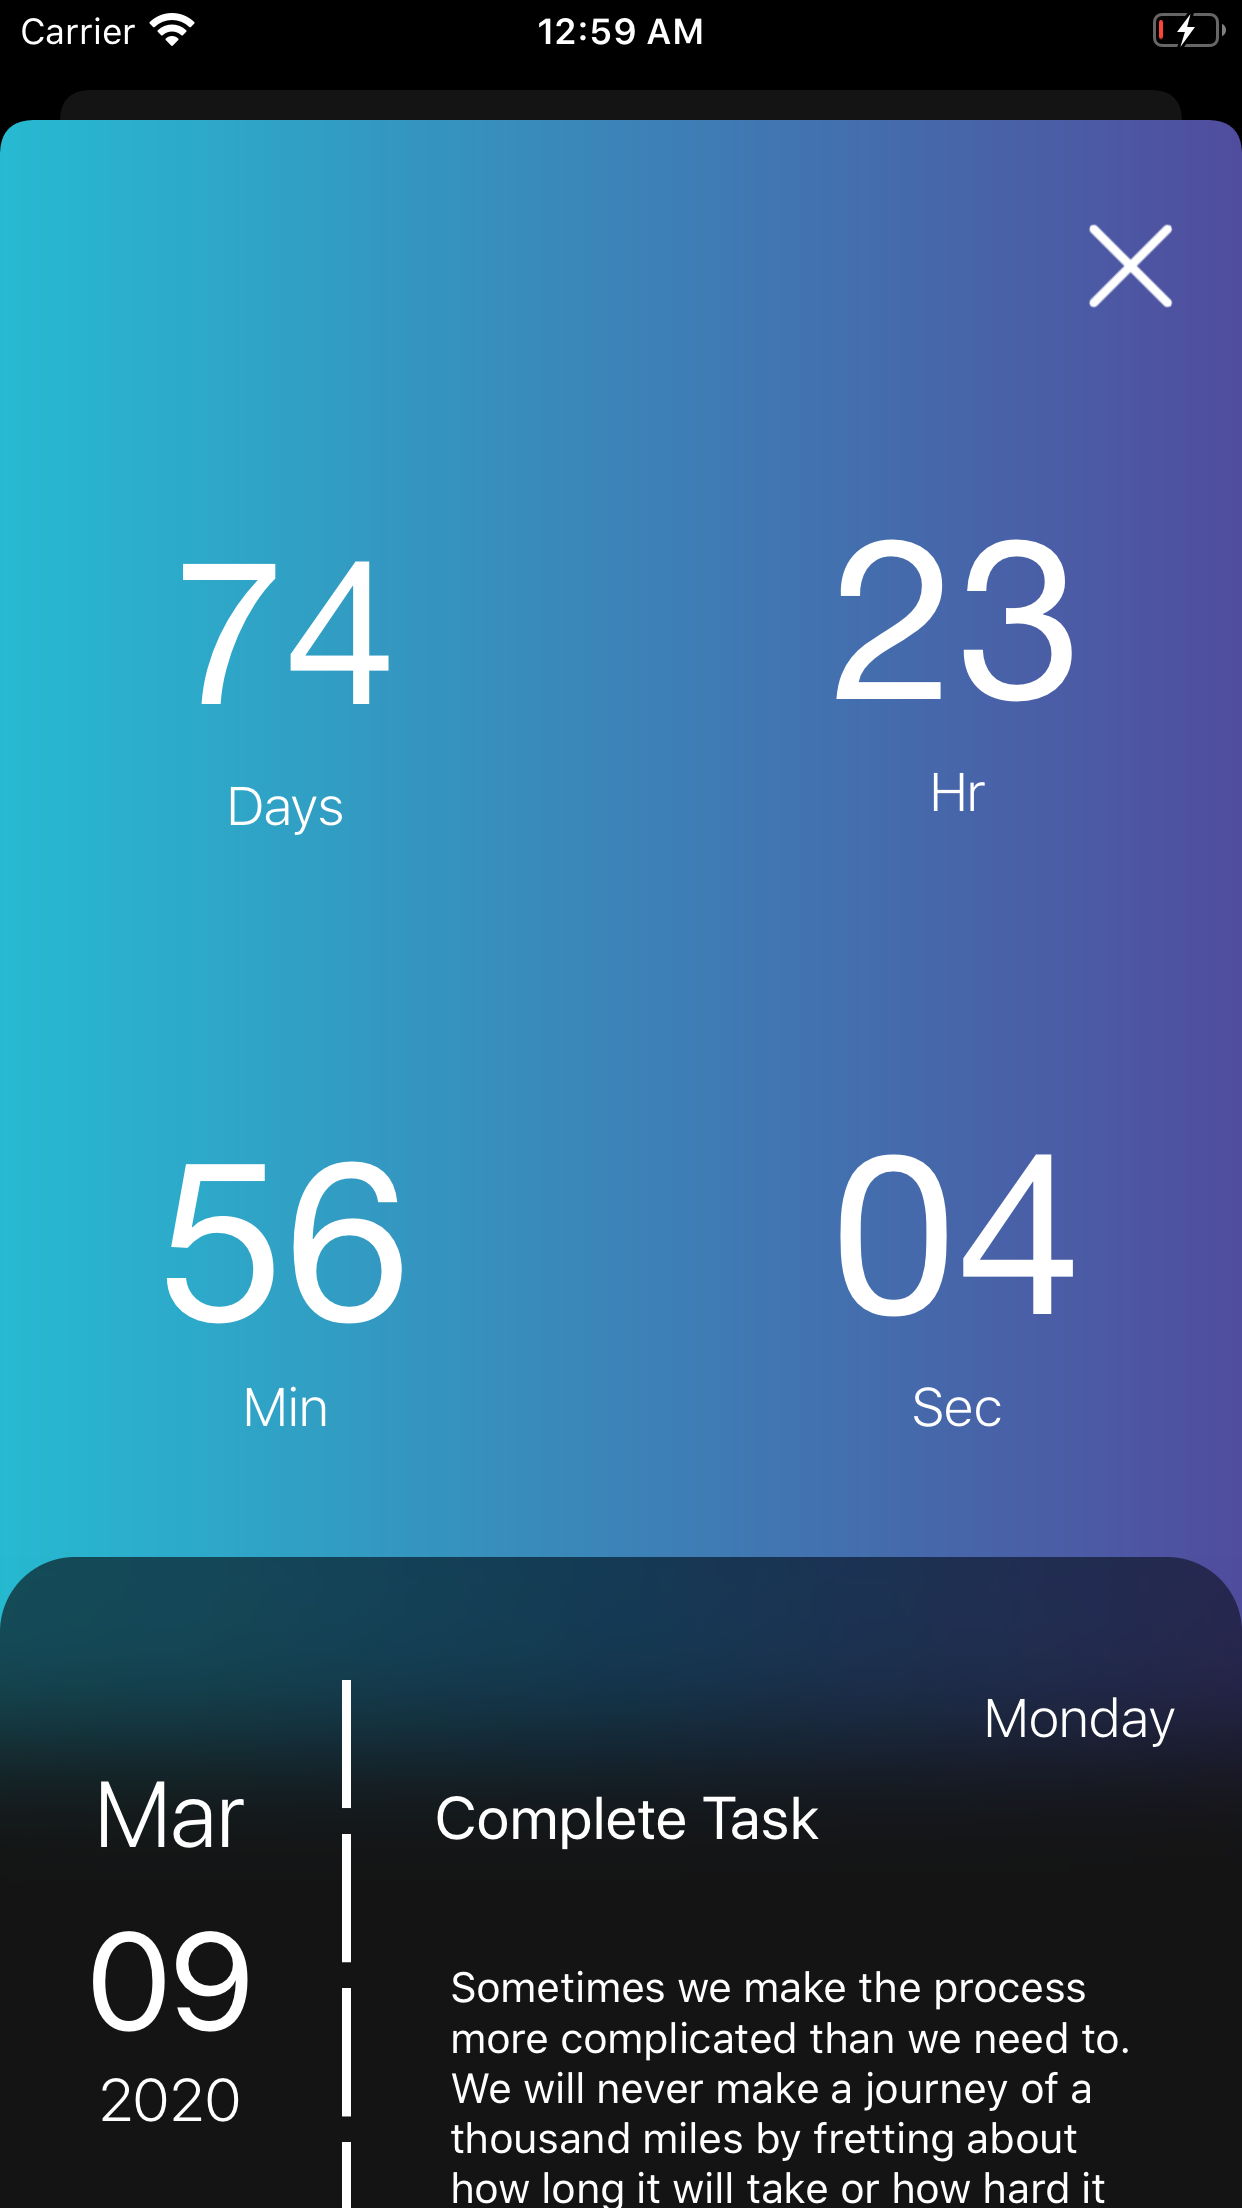 Carrier 12:59 AM
74 23
Days Hr
56 04
Min Sec
Monday
Mar
Complete Task
09
2020
Sometimes we make the process
more complicated than we need to.
We will never make a journey of a
thousand miles by fretting about
how long it will take or how hard it